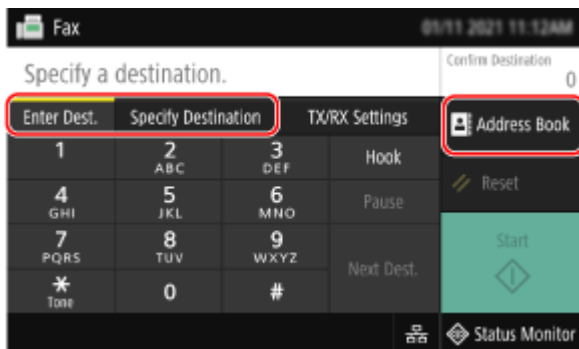 Fax
01/11 2021 11:12AM
Specify a destination.
Confirm Destination
0
Enter Dest.
Specify Destination
TX/RX Settings
Address Book
1
2
ABC
3
DEF
Hook
4
GHI
5
JKL
6
MNO
Pause
Reset
7
PQRS
8
TUV
9
WXYZ
Next Dest.
Start
*
Tone
0
#
Status Monitor